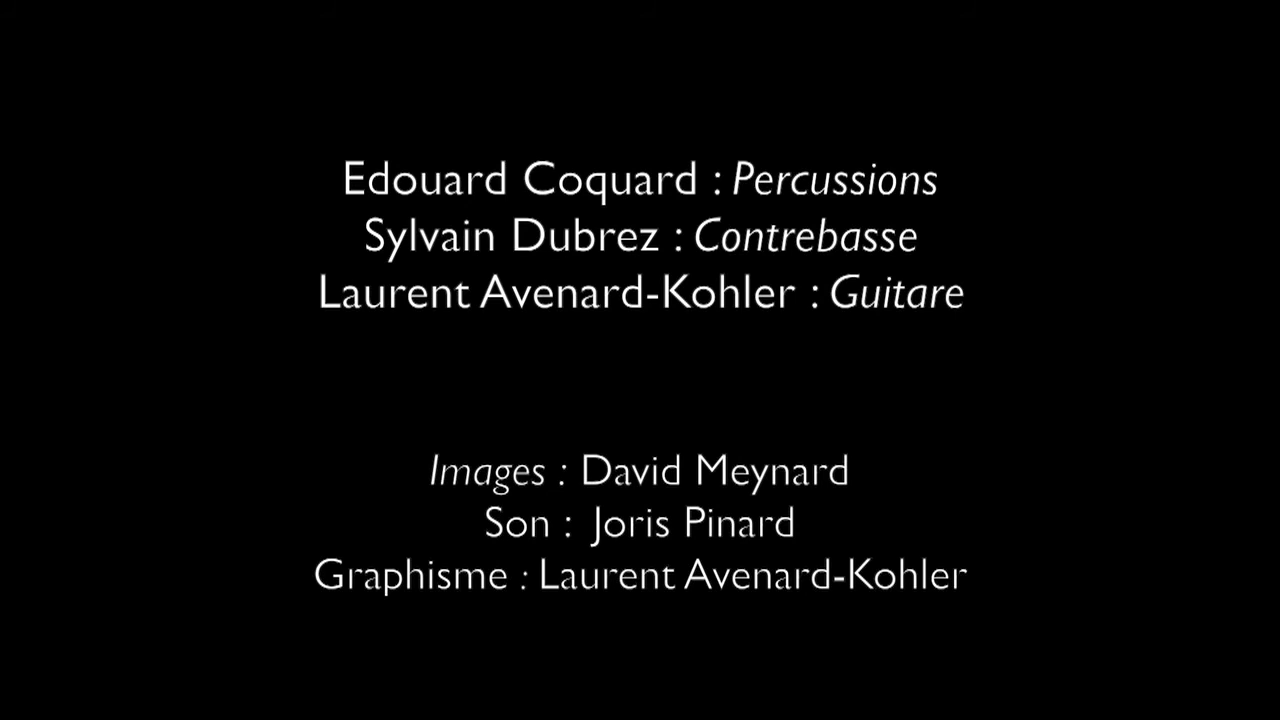 Edouard Coquard : Percussions
Sylvain Dubrez : Contrebasse
Laurent Avenard-Kohler : Guitare
Images : David Meynard
Son : Joris Pinard
Graphisme : Laurent Avenard-Kohler